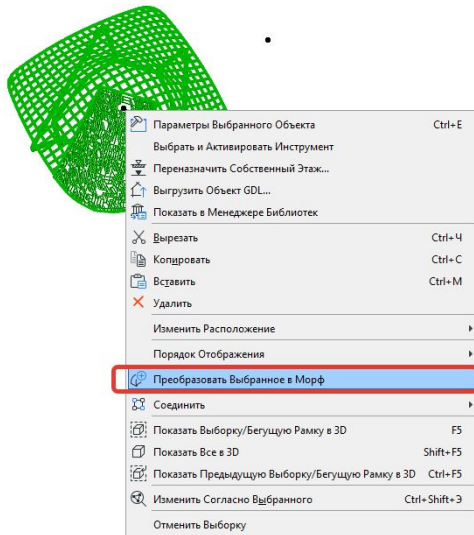 Параметры Выбранного Объекта Ctrl+E
Выбрать и Активировать Инструмент
Переназначить Собственный Этаж...
Выгрузить Объект GDL...
Показать в Менеджере Библиотек
Вырезать Ctrl+Ч
Копировать Ctrl+C
Вставить Ctrl+M
Удалить
Изменить Расположение
Порядок Отображения
Преобразовать Выбранное в Морф
Соединить
Показать Выборку/Бегущую Рамку в 3D F5
Показать Все в 3D Shift+F5
Показать Предыдущую Выборку/Бегущую Рамку в 3D Ctrl+F5
Изменить Согласно Выбранного Ctrl+Shift+Э
Отменить Выборку